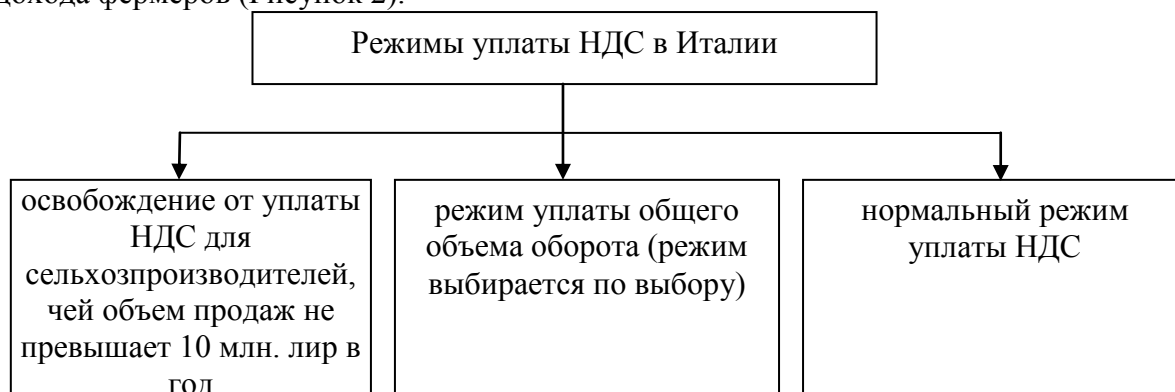 дохода фермеров (Рисунок 2).
Режимы уплаты НДС в Италии
освобождение от уплаты
НДС для
сельхозпроизводителей,
чей объем продаж не
превышает 10 млн. лир в
год
режим уплаты общего
объема оборота (режим
выбирается по выбору)
нормальный режим
уплаты НДС